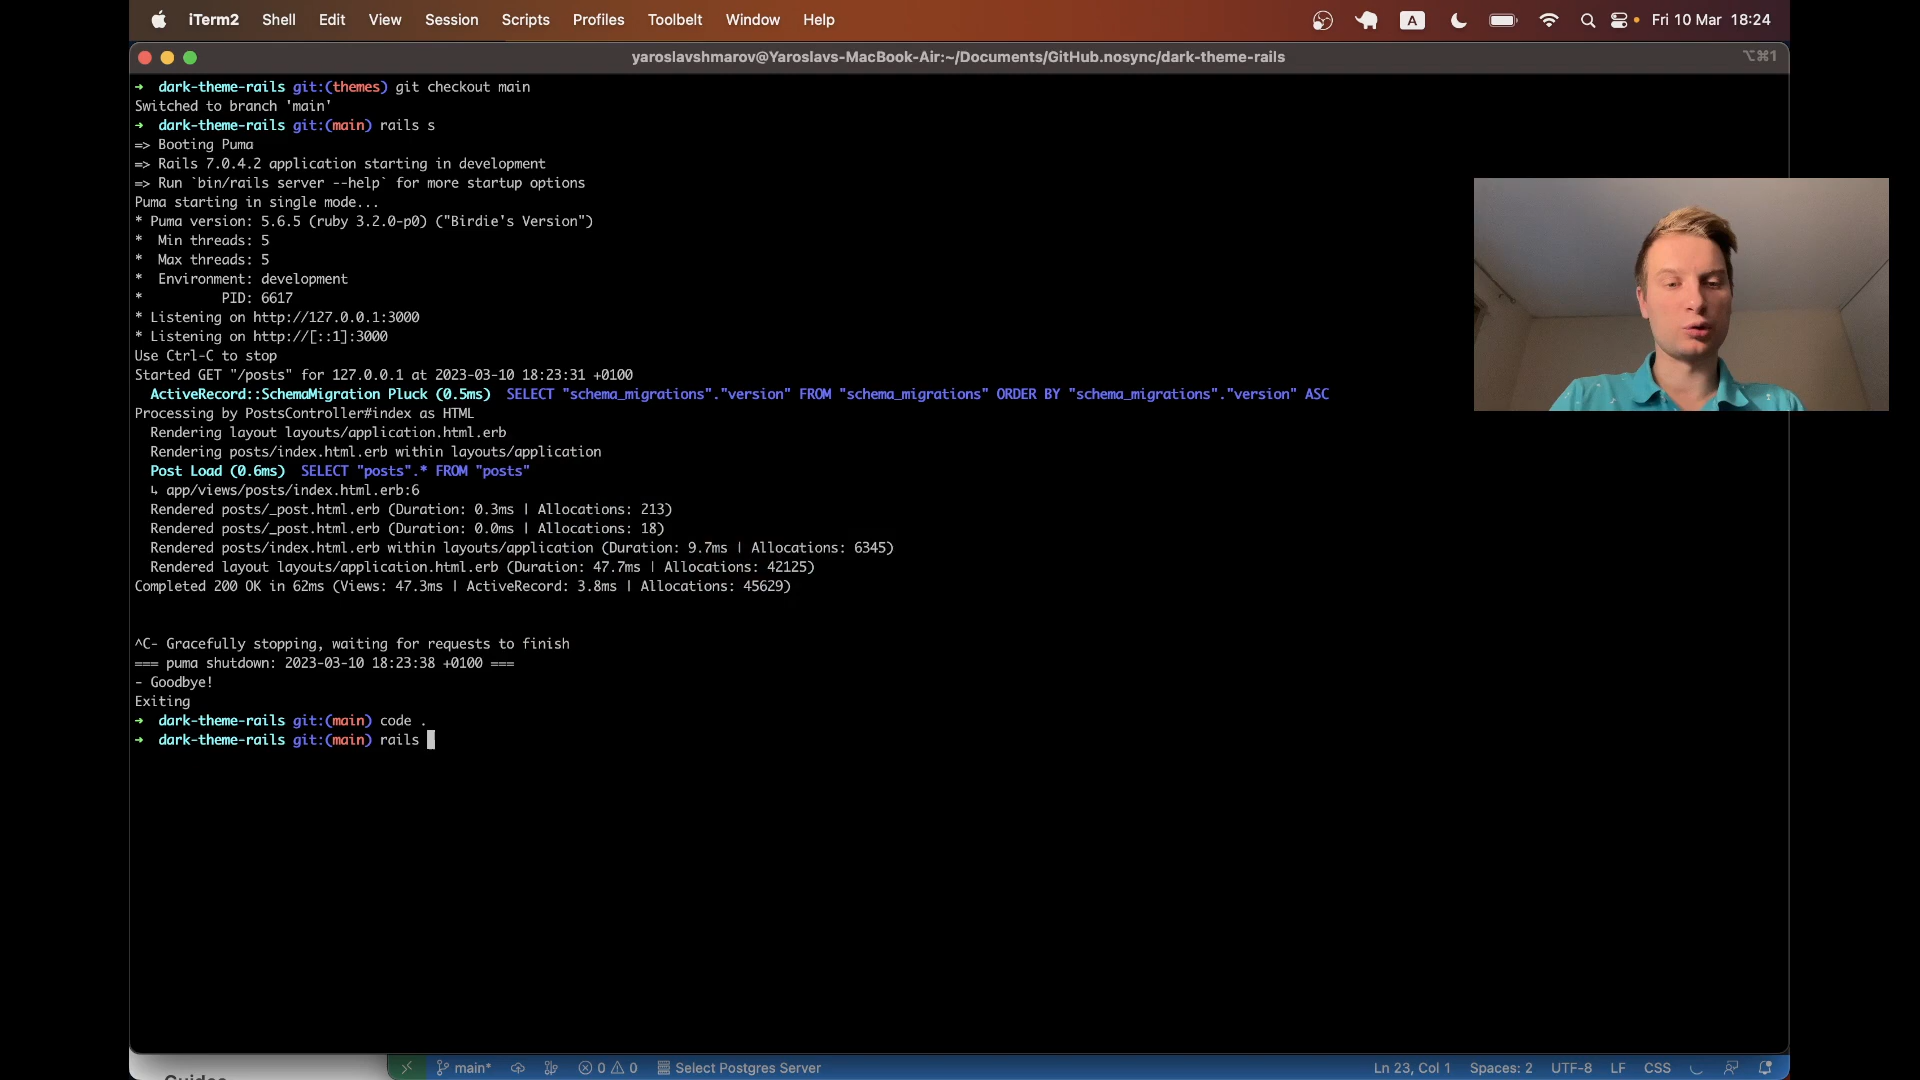 iTerm2 Shell Edit View Session Scripts Profiles Toolbelt Window Help A Fri 10 Mar 18:24
yaroslavshmarov@Yaroslavs-MacBook-Air:~/Documents/GitHub.nosync/dark-theme-rails ⌥⌘1
➜ dark-theme-rails git:(themes) git checkout main
Switched to branch 'main'
➜ dark-theme-rails git:(main) rails s
=> Booting Puma
=> Rails 7.0.4.2 application starting in development
=> Run `bin/rails server --help` for more startup options
Puma starting in single mode...
* Puma version: 5.6.5 (ruby 3.2.0-p0) ("Birdie's Version")
*  Min threads: 5
*  Max threads: 5
*  Environment: development
*          PID: 6617
* Listening on http://127.0.0.1:3000
* Listening on http://[::1]:3000
Use Ctrl-C to stop
Started GET "/posts" for 127.0.0.1 at 2023-03-10 18:23:31 +0100
  ActiveRecord::SchemaMigration Pluck (0.5ms)  SELECT "schema_migrations"."version" FROM "schema_migrations" ORDER BY "schema_migrations"."version" ASC
Processing by PostsController#index as HTML
  Rendering layout layouts/application.html.erb
  Rendering posts/index.html.erb within layouts/application
  Post Load (0.6ms)  SELECT "posts".* FROM "posts"
  ↳ app/views/posts/index.html.erb:6
  Rendered posts/_post.html.erb (Duration: 0.3ms | Allocations: 213)
  Rendered posts/_post.html.erb (Duration: 0.0ms | Allocations: 18)
  Rendered posts/index.html.erb within layouts/application (Duration: 9.7ms | Allocations: 6345)
  Rendered layout layouts/application.html.erb (Duration: 47.7ms | Allocations: 42125)
Completed 200 OK in 62ms (Views: 47.3ms | ActiveRecord: 3.8ms | Allocations: 45629)
^C- Gracefully stopping, waiting for requests to finish
=== puma shutdown: 2023-03-10 18:23:38 +0100 ===
- Goodbye!
Exiting
➜ dark-theme-rails git:(main) code .
➜ dark-theme-rails git:(main) rails
main* 0 0 Select Postgres Server Ln 23, Col 1 Spaces: 2 UTF-8 LF CSS